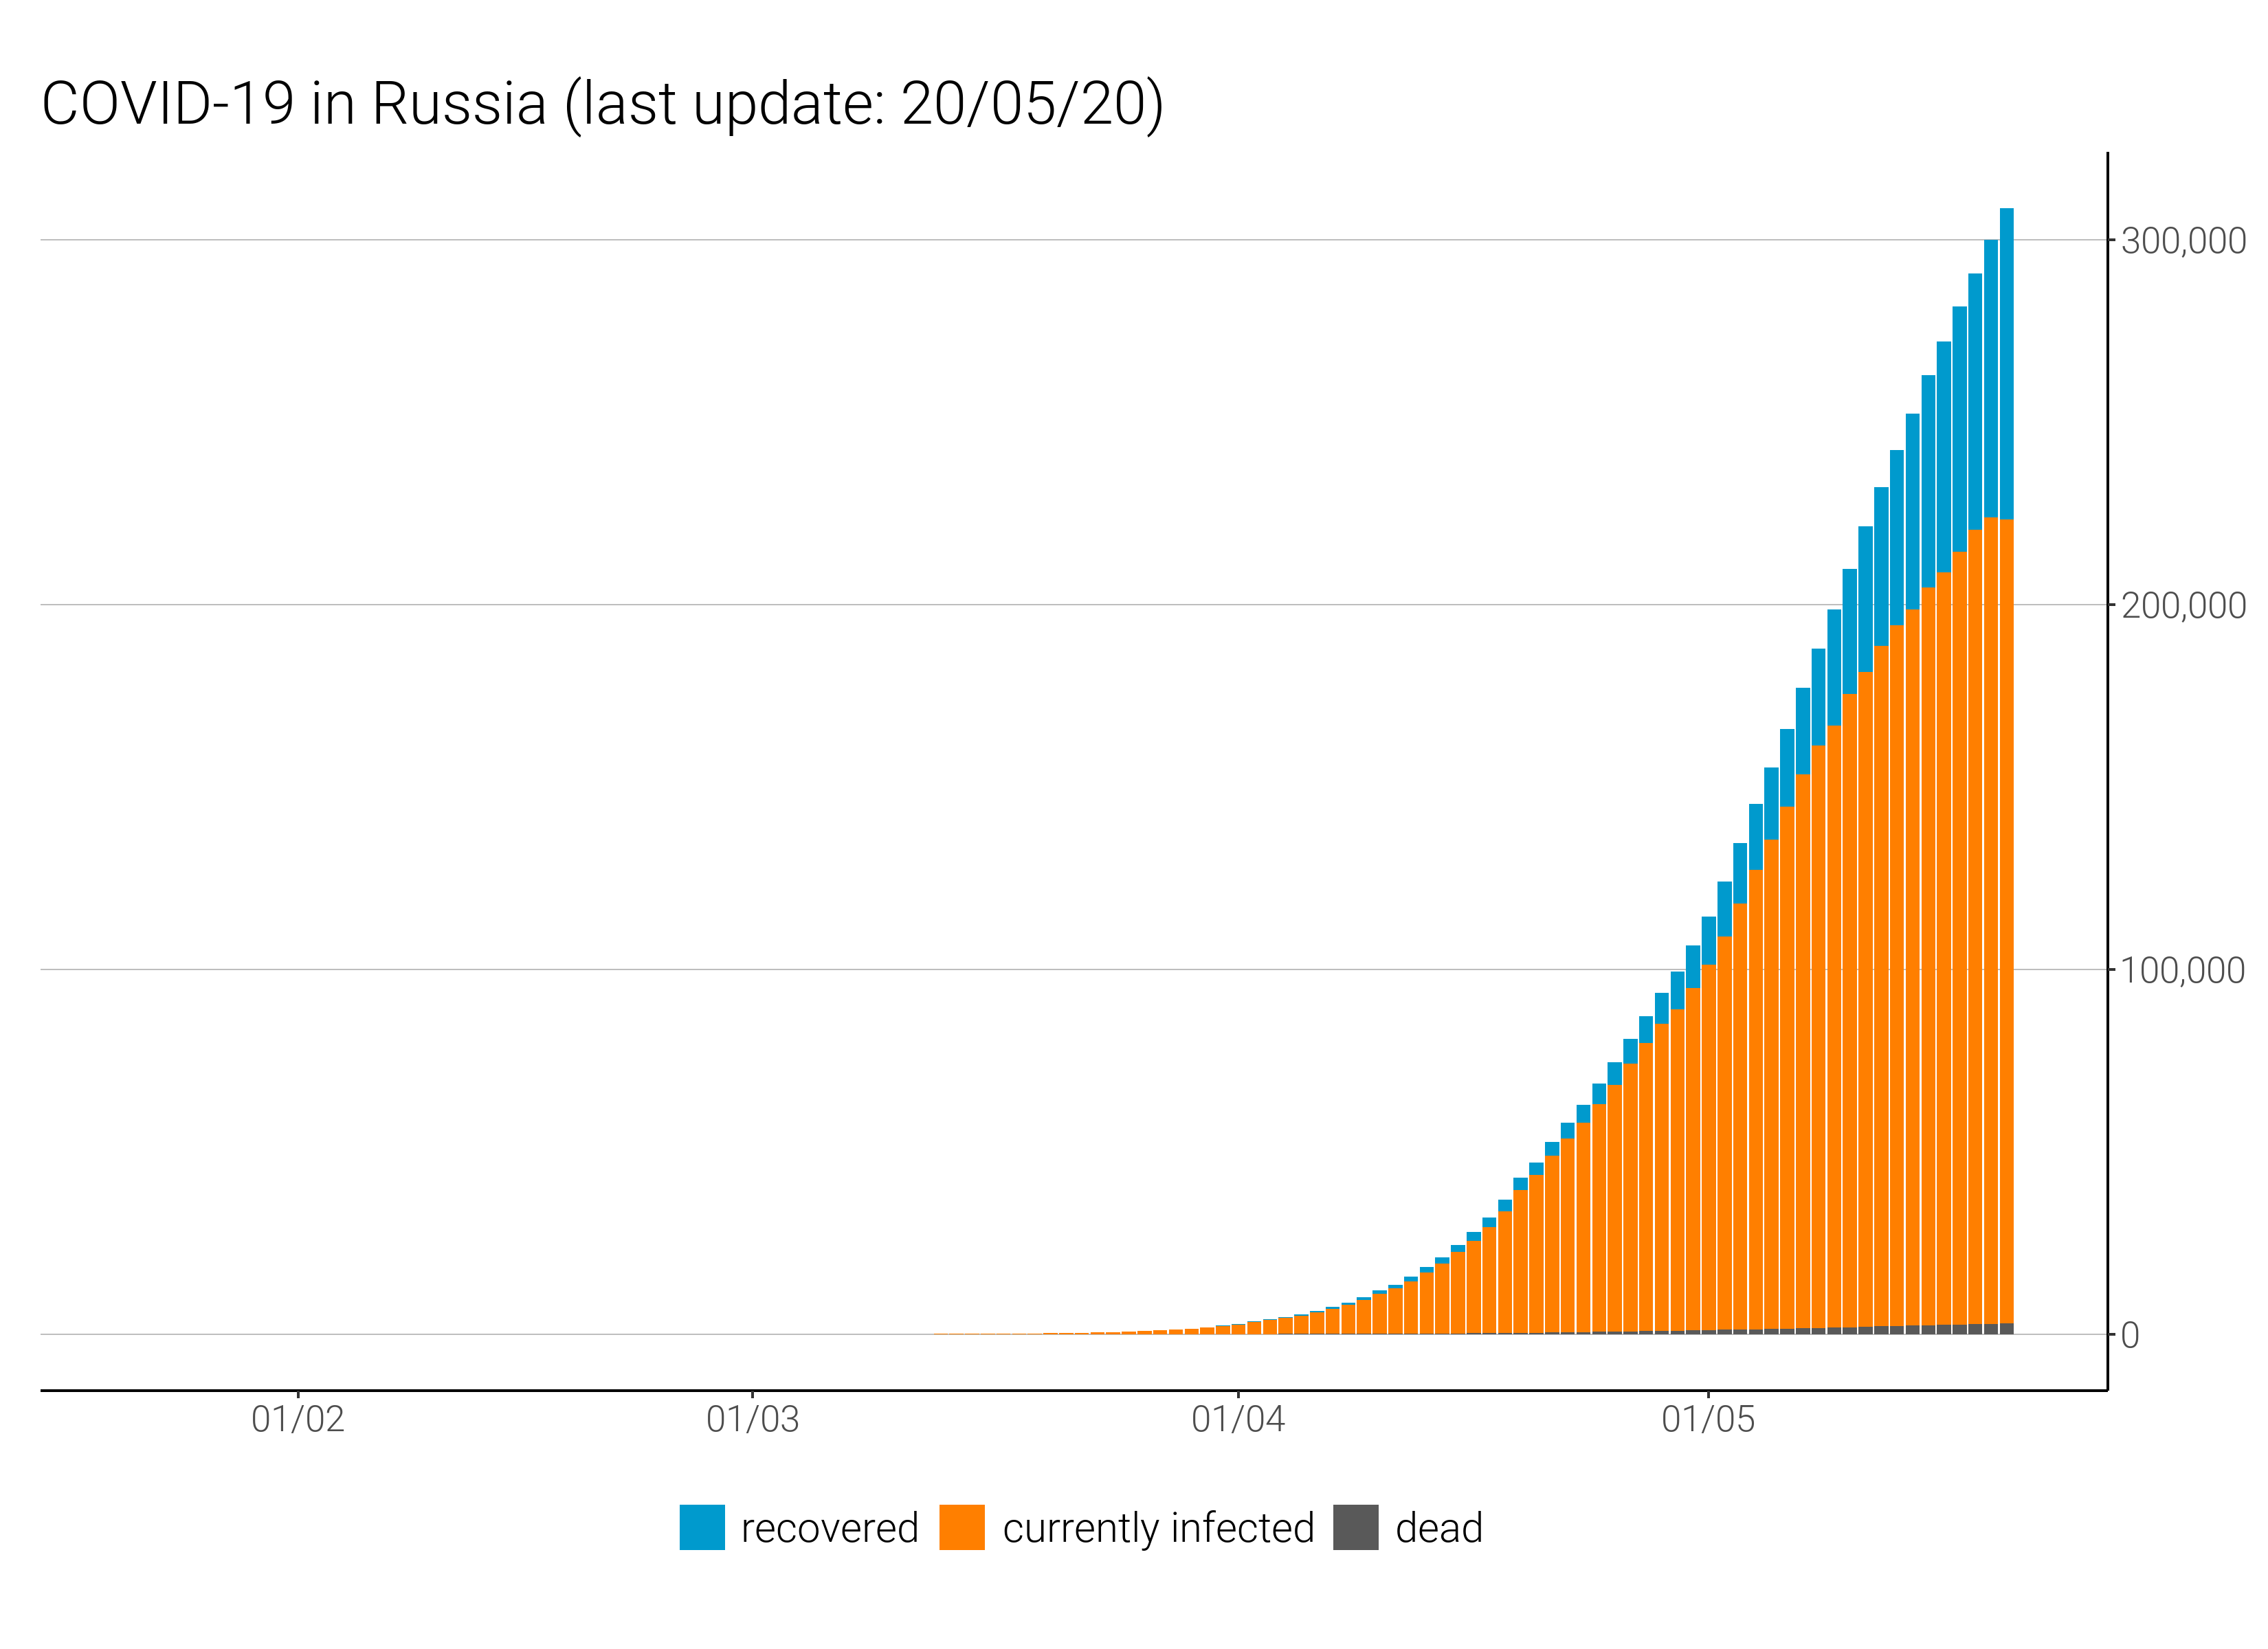 COVID-19 in Russia (last update: 20/05/20)
300,000
200,000
100,000
0
01/02 01/03 01/04 01/05
recovered currently infected dead